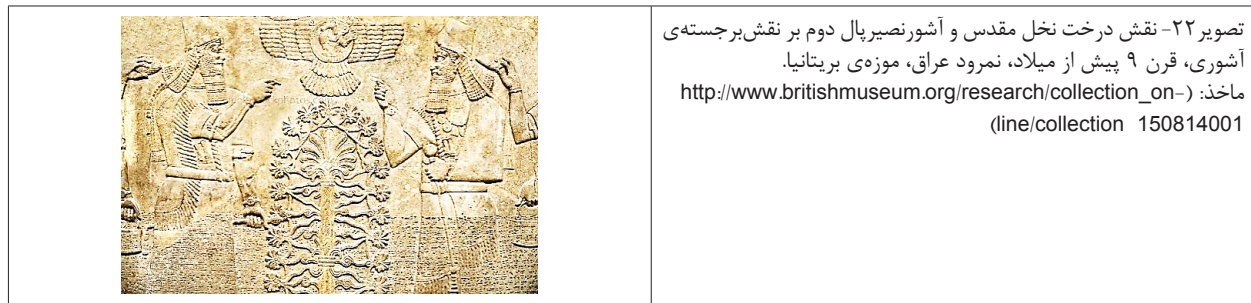 تصویر۲۲- نقش درخت نخل مقدس و آشورنصیرپال دوم بر نقش‌برجسته‌ی
آشوری، قرن ۹ پیش از میلاد، نمرود عراق، موزه‌ی بریتانیا.
ماخذ: (http://www.britishmuseum.org/research/collection_on-
line/collection 150814001)